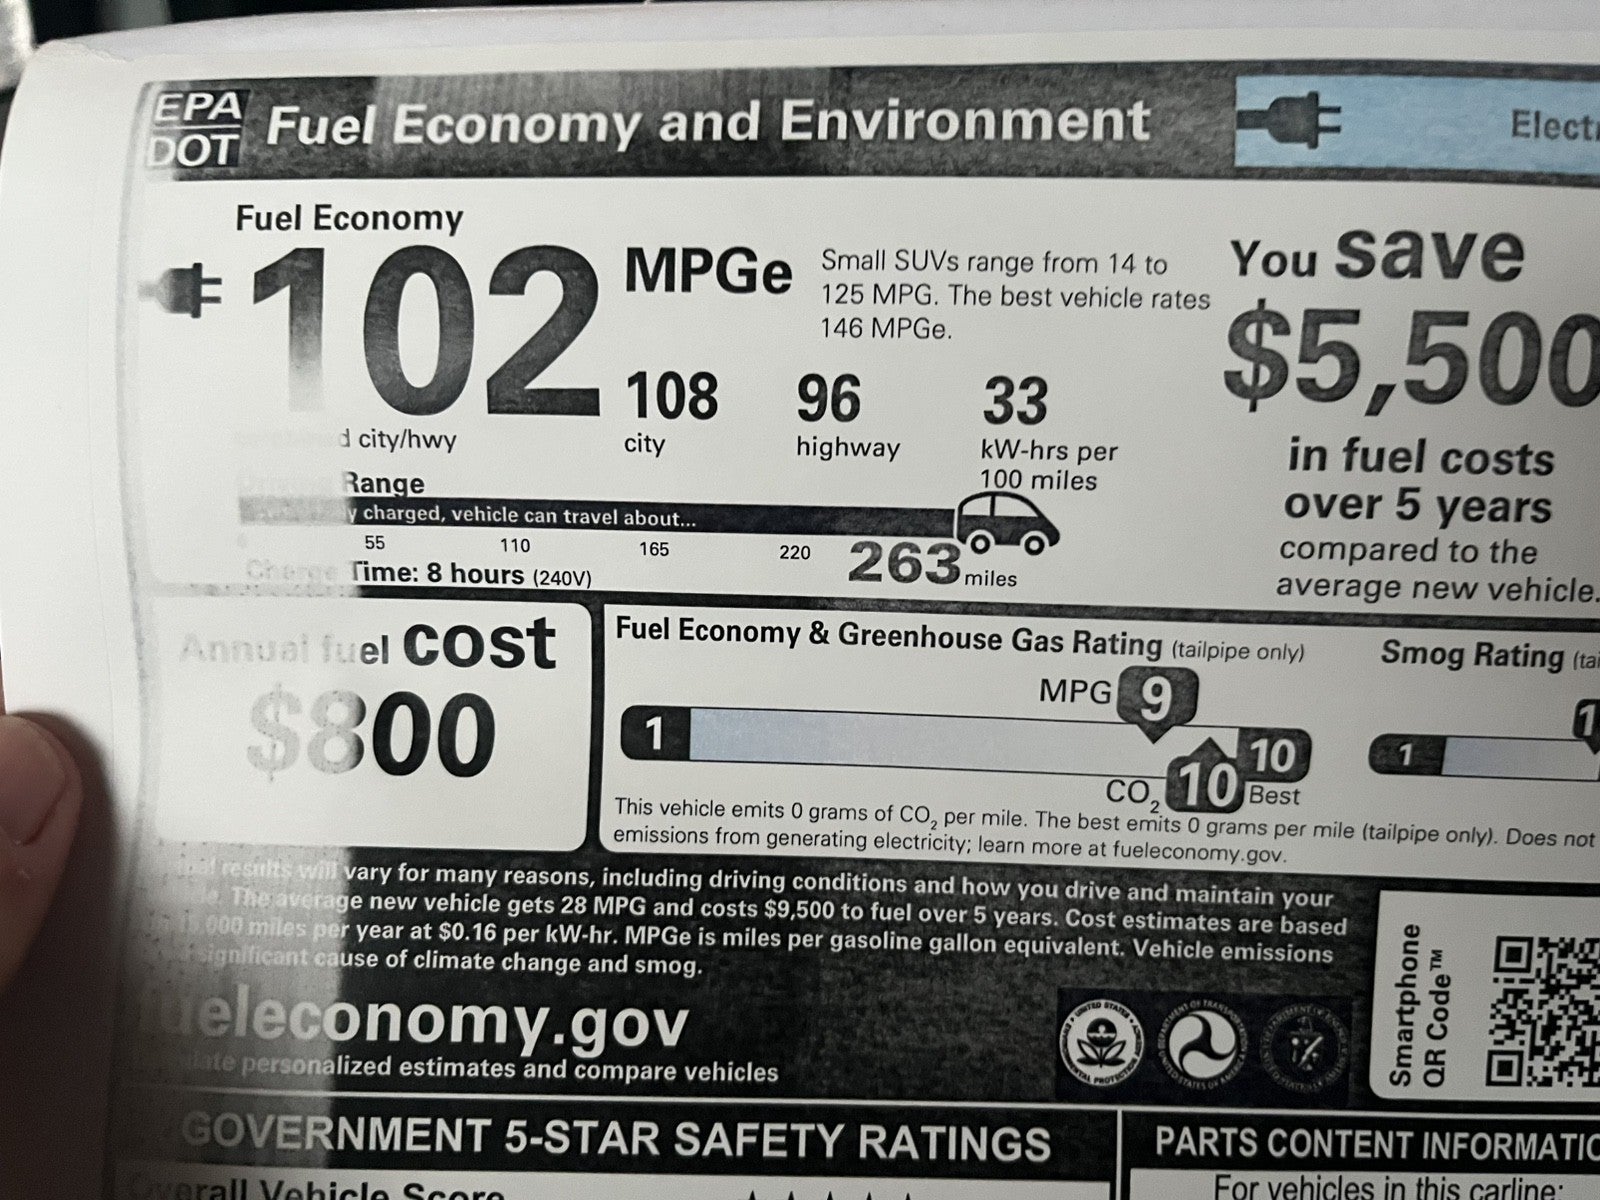 EPA
DOT
Fuel Economy and Environment
Fuel Economy
102 MPGe
Small SUVs range from 14 to
125 MPG. The best vehicle rates
146 MPGe.
108
city
96
highway
33
kW-hrs per
100 miles
d city/hwy
Range
y charged, vehicle can travel about...
55 110 165 220 263 miles
Charge Time: 8 hours (240V)
You save
$5,500
in fuel costs
over 5 years
compared to the
average new vehicle.
Annual fuel cost
$800
Fuel Economy & Greenhouse Gas Rating (tailpipe only)
MPG 9
1
10
CO2 10 Best
This vehicle emits 0 grams of CO2 per mile. The best emits 0 grams per mile (tailpipe only). Does not
emissions from generating electricity; learn more at fueleconomy.gov.
Smog Rating
1
results will vary for many reasons, including driving conditions and how you drive and maintain your
The average new vehicle gets 28 MPG and costs $9,500 to fuel over 5 years. Cost estimates are based
miles per year at $0.16 per kW-hr. MPGe is miles per gasoline gallon equivalent. Vehicle emissions
significant cause of climate change and smog.
fueleconomy.gov
personalized estimates and compare vehicles
Smartphone
QR Code™
GOVERNMENT 5-STAR SAFETY RATINGS
Overall Vehicle Score
PARTS CONTENT INFORMATIO
For vehicles in this carline: